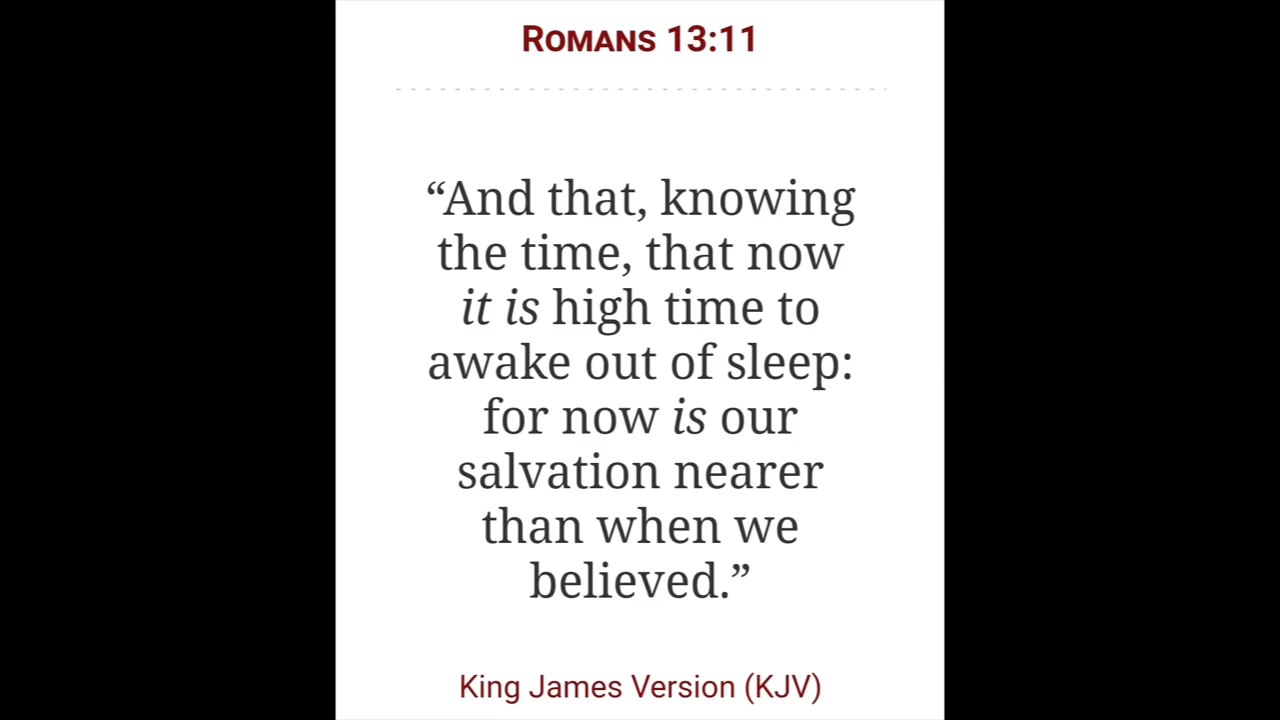 Romans 13:11
“And that, knowing
the time, that now
it is high time to
awake out of sleep:
for now is our
salvation nearer
than when we
believed.”
King James Version (KJV)